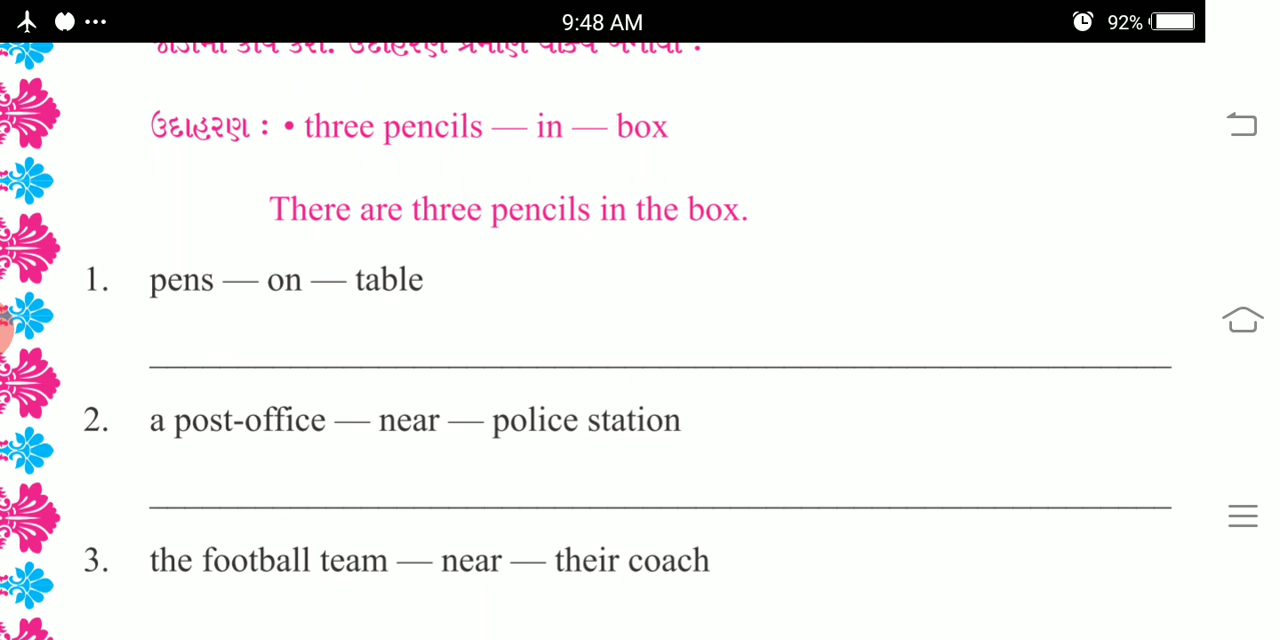 9:48 AM
92%
ઉદાહરણ : • three pencils — in — box
There are three pencils in the box.
1. pens — on — table
2. a post-office — near — police station
3. the football team — near — their coach